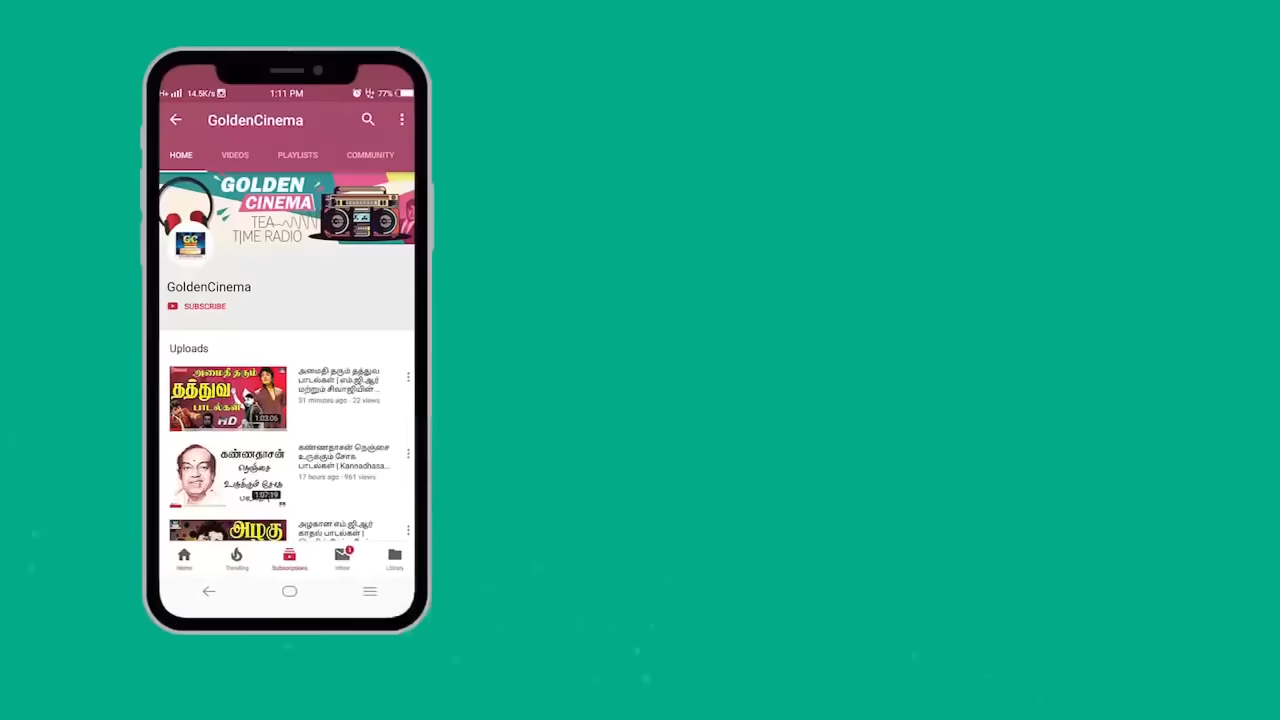 H+ 14.5K/s 1:11 PM 77%
GoldenCinema
HOME VIDEOS PLAYLISTS COMMUNITY
GOLDEN
CINEMA
TEA
TIME RADIO
GC
GoldenCinema
SUBSCRIBE
Uploads
அமைதி தரும்
தத்துவ
பாடல்கள்
HD
1:03:06
அமைதி தரும் தத்துவ
பாடல்கள் | எம்.ஜி.ஆர்
மற்றும் சிவாஜியின் ...
31 minutes ago · 22 views
கண்ணதாசன்
நெஞ்சை
உருக்கும் சோக
1:07:19
கண்ணதாசன் நெஞ்சை
உருக்கும் சோக
பாடல்கள் | Kannadhasa...
17 hours ago · 961 views
அழகு
அழகான எம்.ஜி.ஆர்
காதல் பாடல்கள் |
Home Trending Subscriptions Inbox Library
1